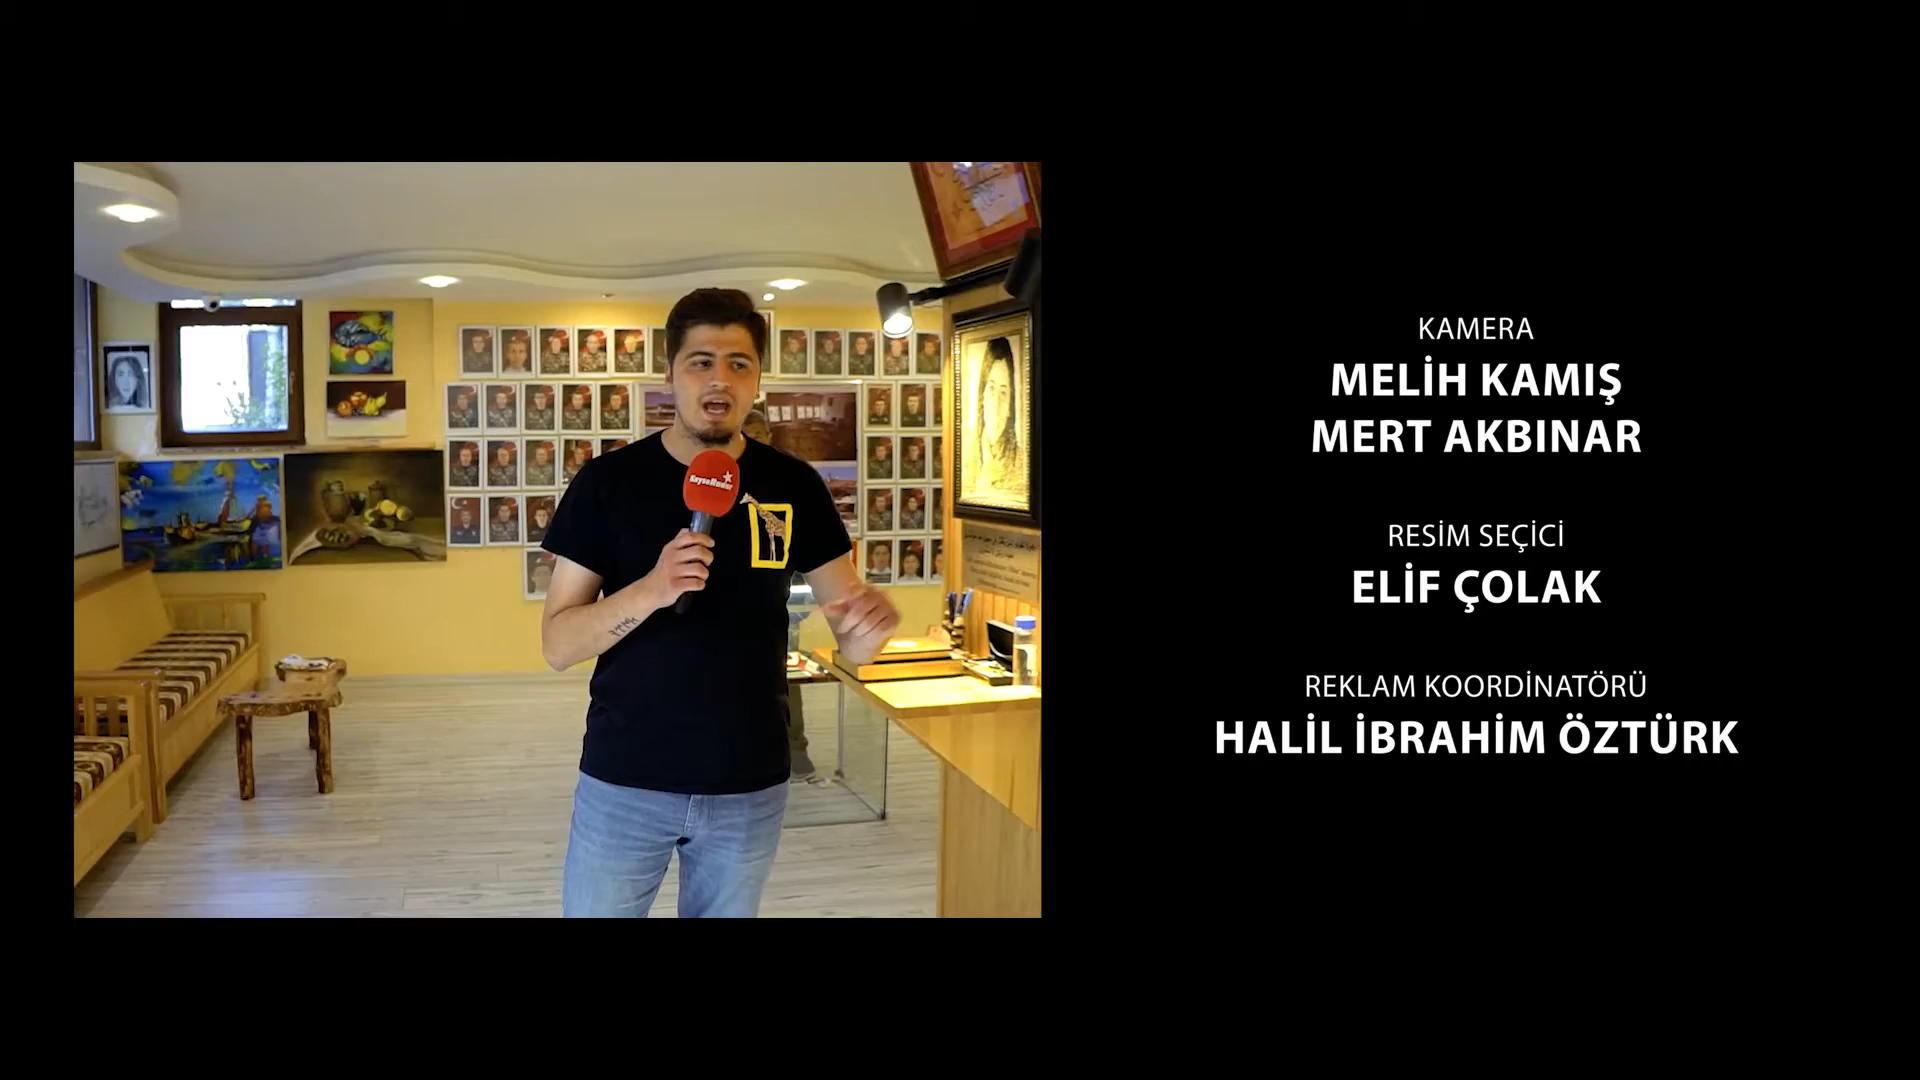 KAMERA
MELİH KAMIŞ
MERT AKBINAR
RESİM SEÇİCİ
ELİF ÇOLAK
REKLAM KOORDİNATÖRÜ
HALİL İBRAHİM ÖZTÜRK